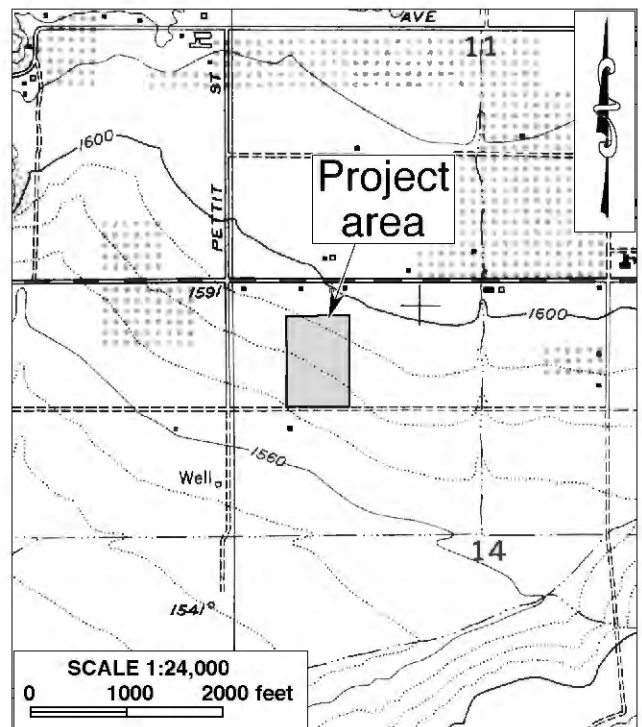 AVE
11
ST
PETTIT
1600
Project
area
1591
1600
1560
Well
14
1541
SCALE 1:24,000
0 1000 2000 feet